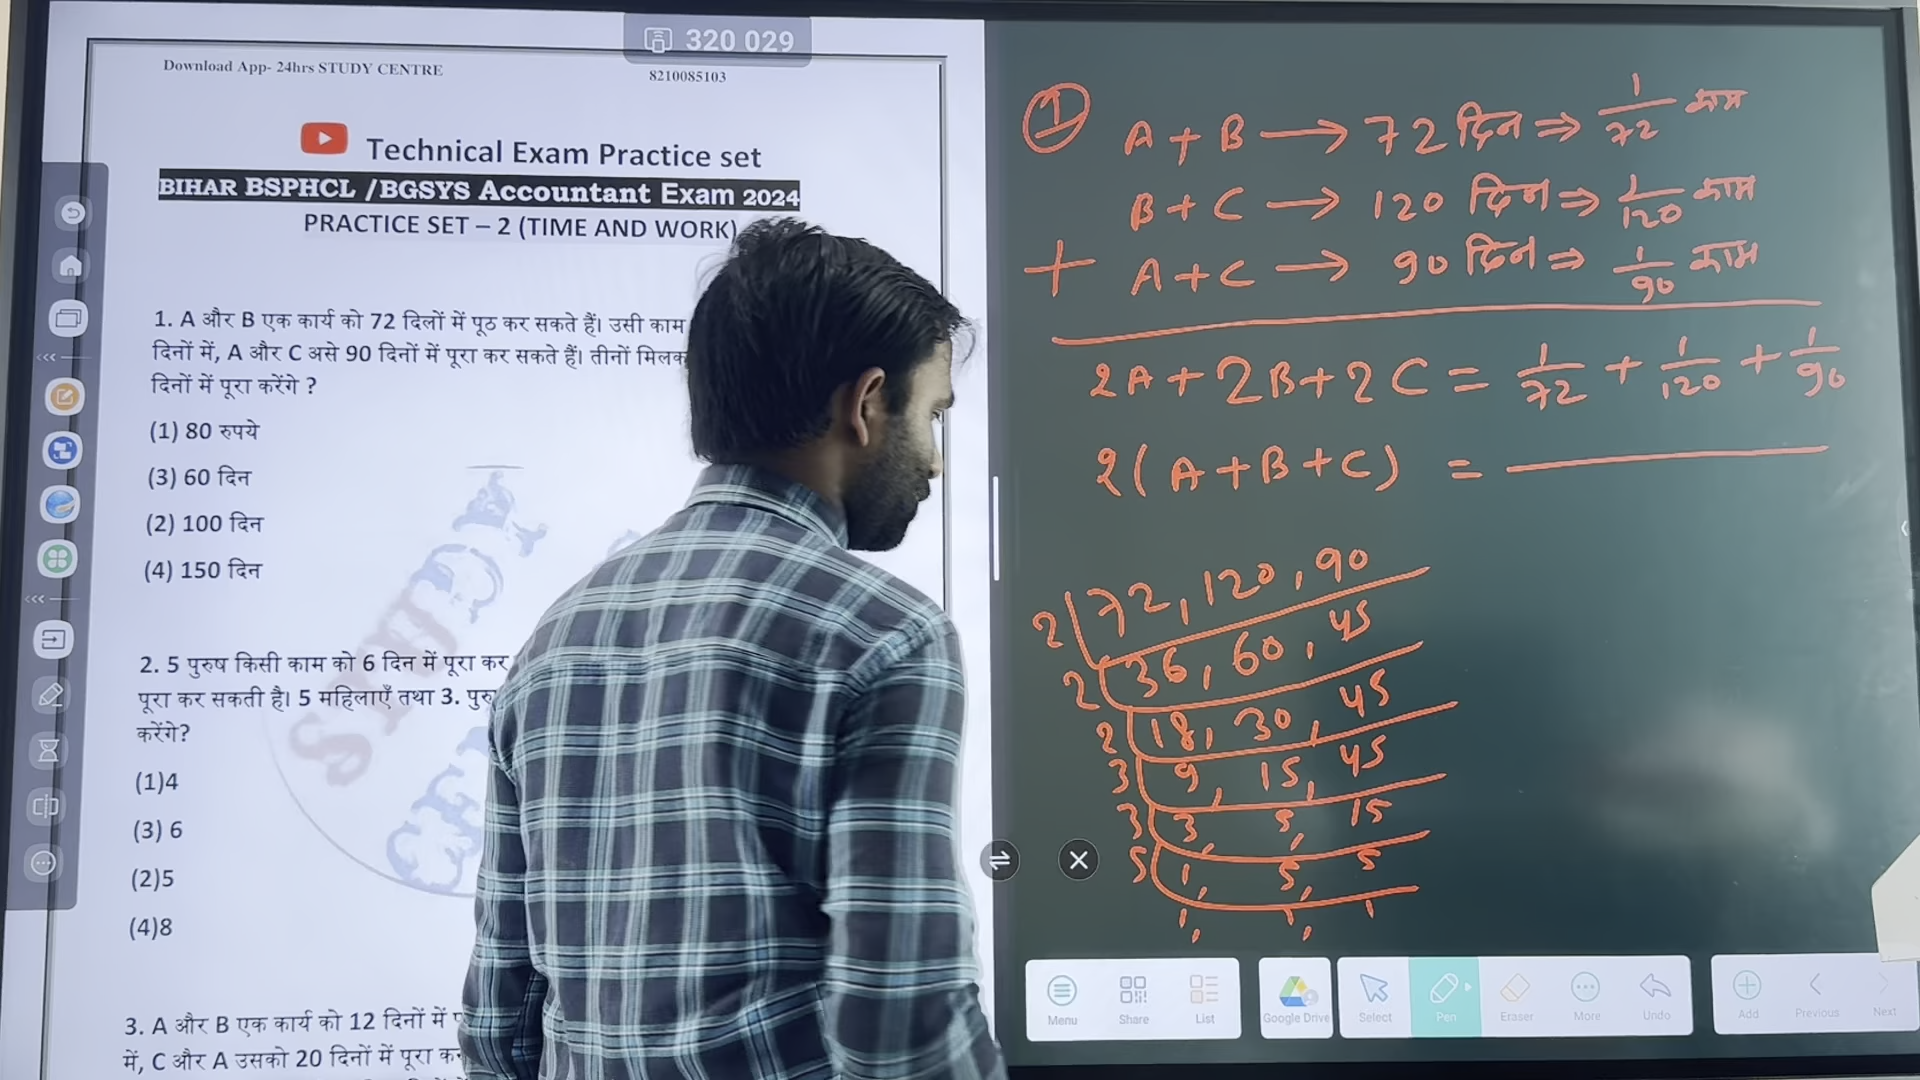 320 029
Download App- 24hrs STUDY CENTRE
8210085103
Technical Exam Practice set
BIHAR BSPHCL /BGSYS Accountant Exam 2024
PRACTICE SET – 2 (TIME AND WORK)
1. A और B एक कार्य को 72 दिलों में पूठ कर सकते हैं। उसी काम
दिनों में, A और C असे 90 दिनों में पूरा कर सकते हैं। तीनों
दिनों में पूरा करेंगे ?
(1) 80 रुपये
(3) 60 दिन
(2) 100 दिन
(4) 150 दिन
2. 5 पुरुष किसी काम को 6 दिन में पूरा कर
पूरा कर सकती है। 5 महिलाएँ तथा 3.
करेंगे?
(1)4
(3) 6
(2)5
(4)8
3. A और B एक कार्य को 12 दिनों में
में, C और A उसको 20 दिनों में पूरा
① A + B → 72 दिन ⇒ 1/72 काम
B + C → 120 दिन ⇒ 1/120 काम
+ A + C → 90 दिन ⇒ 1/90 काम
2A + 2B + 2C = 1/72 + 1/120 + 1/90
2(A + B + C) =
2 | 72, 120, 90
2 | 36, 60, 45
2 | 18, 30, 45
3 | 9, 15, 45
3 | 3, 5, 15
5 | 1, 5, 5
1, 1, 1
Menu
Share
List
Google Drive
Select
Pen
Eraser
More
Undo
Add
Previous
Next